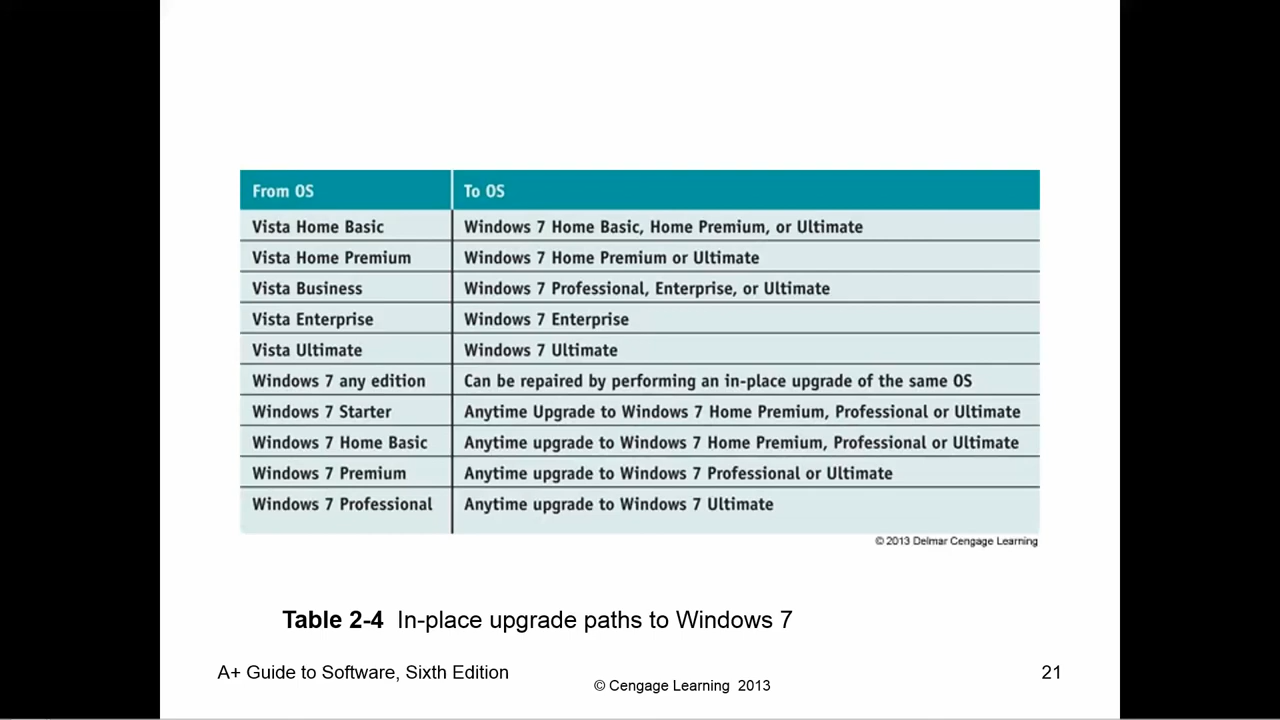 From OS To OS
Vista Home Basic Windows 7 Home Basic, Home Premium, or Ultimate
Vista Home Premium Windows 7 Home Premium or Ultimate
Vista Business Windows 7 Professional, Enterprise, or Ultimate
Vista Enterprise Windows 7 Enterprise
Vista Ultimate Windows 7 Ultimate
Windows 7 any edition Can be repaired by performing an in-place upgrade of the same OS
Windows 7 Starter Anytime Upgrade to Windows 7 Home Premium, Professional or Ultimate
Windows 7 Home Basic Anytime upgrade to Windows 7 Home Premium, Professional or Ultimate
Windows 7 Premium Anytime upgrade to Windows 7 Professional or Ultimate
Windows 7 Professional Anytime upgrade to Windows 7 Ultimate
© 2013 Delmar Cengage Learning
Table 2-4 In-place upgrade paths to Windows 7
A+ Guide to Software, Sixth Edition
© Cengage Learning 2013
21